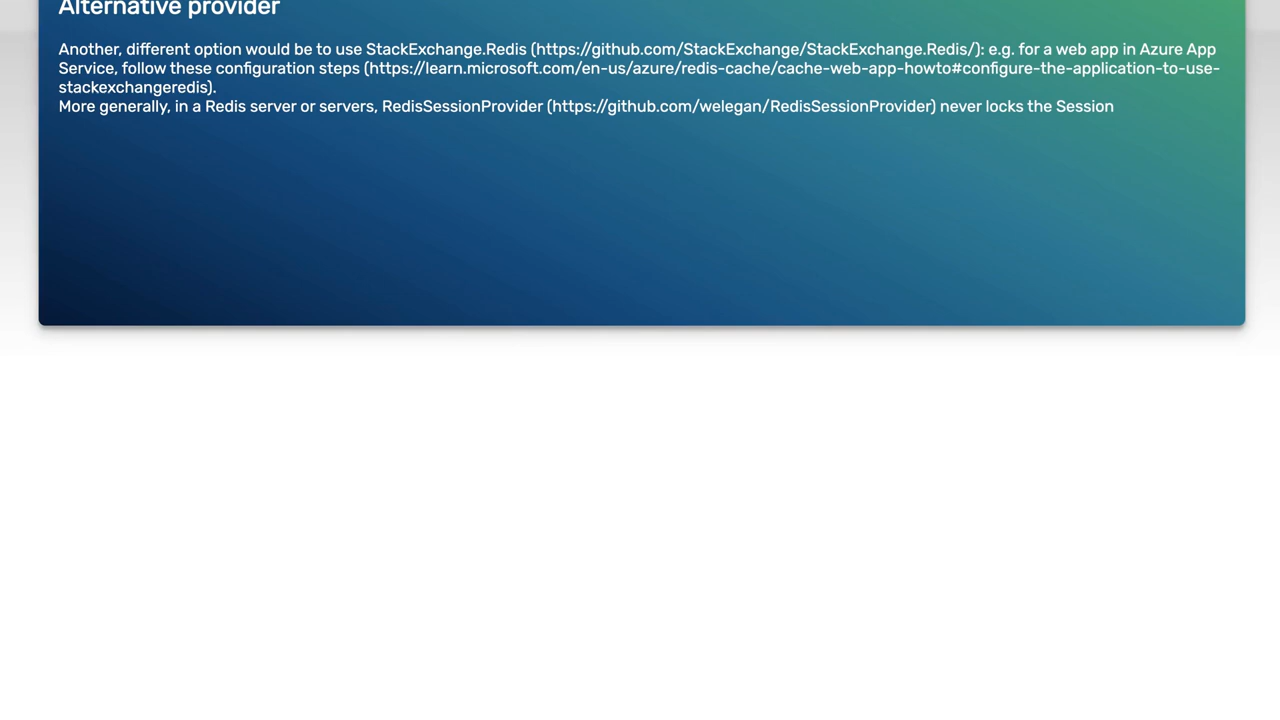 Alternative provider
Another, different option would be to use StackExchange.Redis (https://github.com/StackExchange/StackExchange.Redis/): e.g. for a web app in Azure App
Service, follow these configuration steps (https://learn.microsoft.com/en-us/azure/redis-cache/cache-web-app-howto#configure-the-application-to-use-
stackexchangeredis).
More generally, in a Redis server or servers, RedisSessionProvider (https://github.com/welegan/RedisSessionProvider) never locks the Session